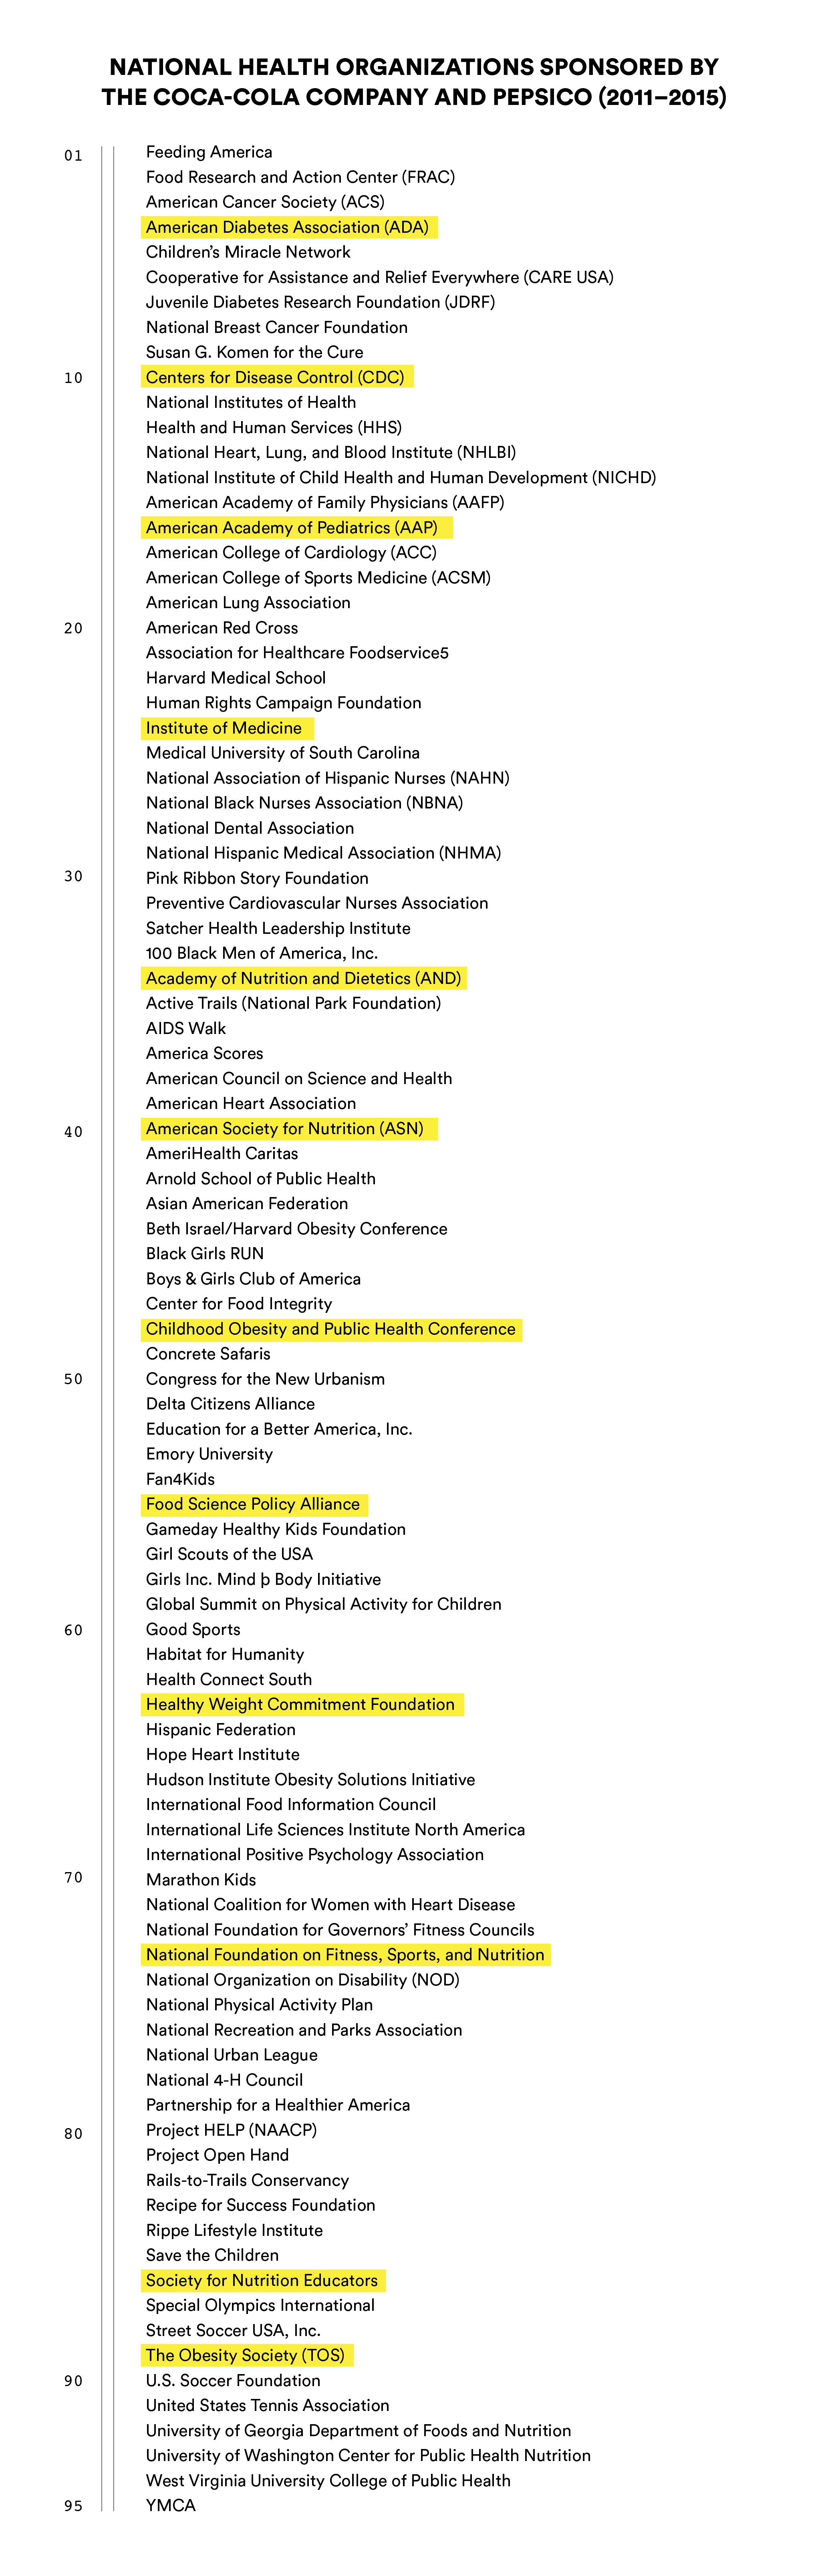 NATIONAL HEALTH ORGANIZATIONS SPONSORED BY
THE COCA-COLA COMPANY AND PEPSICO (2011–2015)
01 Feeding America
Food Research and Action Center (FRAC)
American Cancer Society (ACS)
American Diabetes Association (ADA)
Children’s Miracle Network
Cooperative for Assistance and Relief Everywhere (CARE USA)
Juvenile Diabetes Research Foundation (JDRF)
National Breast Cancer Foundation
Susan G. Komen for the Cure
10 Centers for Disease Control (CDC)
National Institutes of Health
Health and Human Services (HHS)
National Heart, Lung, and Blood Institute (NHLBI)
National Institute of Child Health and Human Development (NICHD)
American Academy of Family Physicians (AAFP)
American Academy of Pediatrics (AAP)
American College of Cardiology (ACC)
American College of Sports Medicine (ACSM)
American Lung Association
20 American Red Cross
Association for Healthcare Foodservice5
Harvard Medical School
Human Rights Campaign Foundation
Institute of Medicine
Medical University of South Carolina
National Association of Hispanic Nurses (NAHN)
National Black Nurses Association (NBNA)
National Dental Association
National Hispanic Medical Association (NHMA)
30 Pink Ribbon Story Foundation
Preventive Cardiovascular Nurses Association
Satcher Health Leadership Institute
100 Black Men of America, Inc.
Academy of Nutrition and Dietetics (AND)
Active Trails (National Park Foundation)
AIDS Walk
America Scores
American Council on Science and Health
American Heart Association
40 American Society for Nutrition (ASN)
AmeriHealth Caritas
Arnold School of Public Health
Asian American Federation
Beth Israel/Harvard Obesity Conference
Black Girls RUN
Boys & Girls Club of America
Center for Food Integrity
Childhood Obesity and Public Health Conference
Concrete Safaris
50 Congress for the New Urbanism
Delta Citizens Alliance
Education for a Better America, Inc.
Emory University
Fan4Kids
Food Science Policy Alliance
Gameday Healthy Kids Foundation
Girl Scouts of the USA
Girls Inc. Mind þ Body Initiative
Global Summit on Physical Activity for Children
60 Good Sports
Habitat for Humanity
Health Connect South
Healthy Weight Commitment Foundation
Hispanic Federation
Hope Heart Institute
Hudson Institute Obesity Solutions Initiative
International Food Information Council
International Life Sciences Institute North America
International Positive Psychology Association
70 Marathon Kids
National Coalition for Women with Heart Disease
National Foundation for Governors’ Fitness Councils
National Foundation on Fitness, Sports, and Nutrition
National Organization on Disability (NOD)
National Physical Activity Plan
National Recreation and Parks Association
National Urban League
National 4-H Council
Partnership for a Healthier America
80 Project HELP (NAACP)
Project Open Hand
Rails-to-Trails Conservancy
Recipe for Success Foundation
Rippe Lifestyle Institute
Save the Children
Society for Nutrition Educators
Special Olympics International
Street Soccer USA, Inc.
The Obesity Society (TOS)
90 U.S. Soccer Foundation
United States Tennis Association
University of Georgia Department of Foods and Nutrition
University of Washington Center for Public Health Nutrition
West Virginia University College of Public Health
95 YMCA